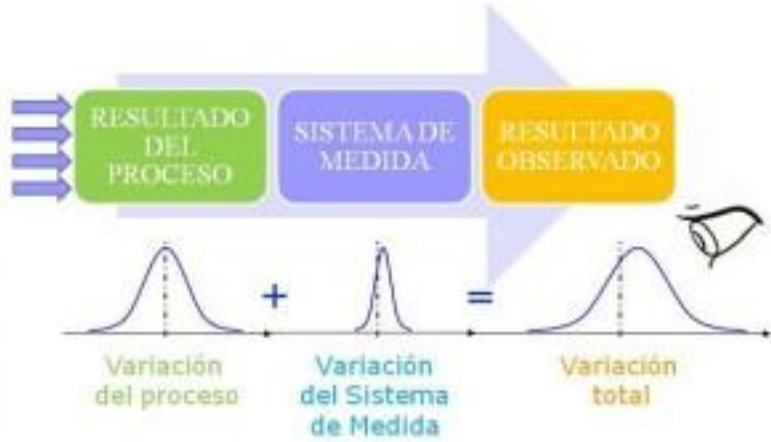 RESULTADO
DEL
PROCESO
SISTEMA DE
MEDIDA
RESULTADO
OBSERVADO
+
=
Variación
del proceso
Variación
del Sistema
de Medida
Variación
total